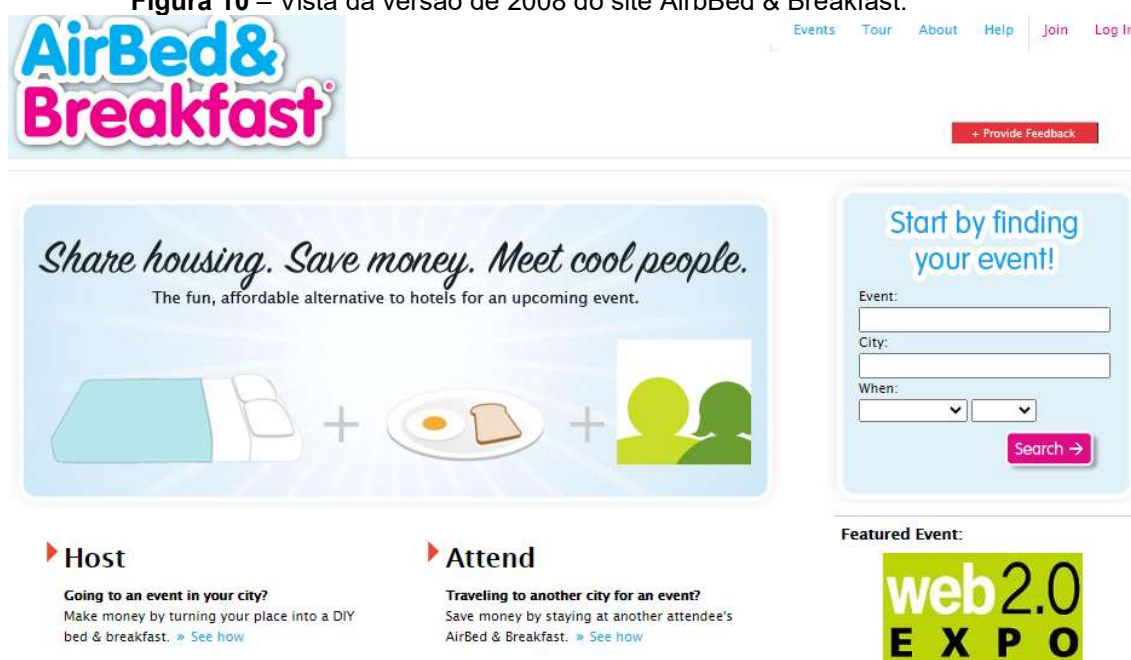 Figura 10 – Vista da versão de 2008 do site AirbBed & Breakfast.
AirBed&
Breakfast
Events Tour About Help Join Log In
+ Provide Feedback
Share housing. Save money. Meet cool people.
The fun, affordable alternative to hotels for an upcoming event.
Start by finding
your event!
Event:
City:
When:
Search →
Host
Going to an event in your city?
Make money by turning your place into a DIY
bed & breakfast. » See how
Attend
Traveling to another city for an event?
Save money by staying at another attendee's
AirBed & Breakfast. » See how
Featured Event:
web2.0
EXPO